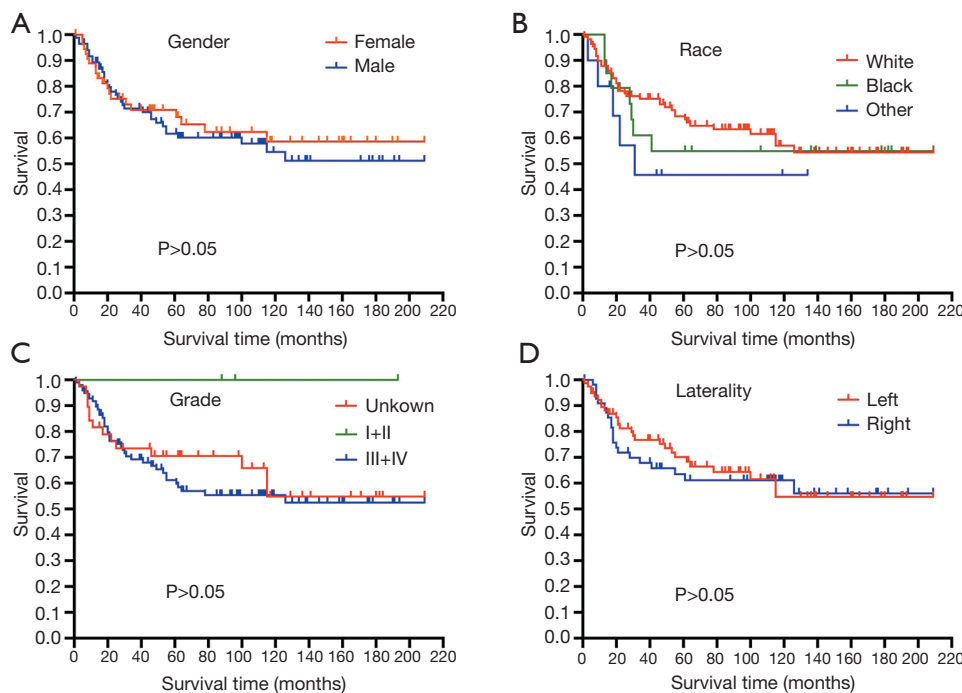 A
Gender
Female
Male
1.0
0.9
0.8
0.7
0.6
0.5
0.4
0.3
0.2
0.1
0.0
Survival
P>0.05
0 20 40 60 80 100 120 140 160 180 200 220
Survival time (months)
B
Race
White
Black
Other
1.0
0.9
0.8
0.7
0.6
0.5
0.4
0.3
0.2
0.1
0.0
Survival
P>0.05
0 20 40 60 80 100 120 140 160 180 200 220
Survival time (months)
C
Grade
Unkown
I+II
III+IV
1.0
0.9
0.8
0.7
0.6
0.5
0.4
0.3
0.2
0.1
0.0
Survival
P>0.05
0 20 40 60 80 100 120 140 160 180 200 220
Survival time (months)
D
Laterality
Left
Right
1.0
0.9
0.8
0.7
0.6
0.5
0.4
0.3
0.2
0.1
0.0
Survival
P>0.05
0 20 40 60 80 100 120 140 160 180 200 220
Survival time (months)